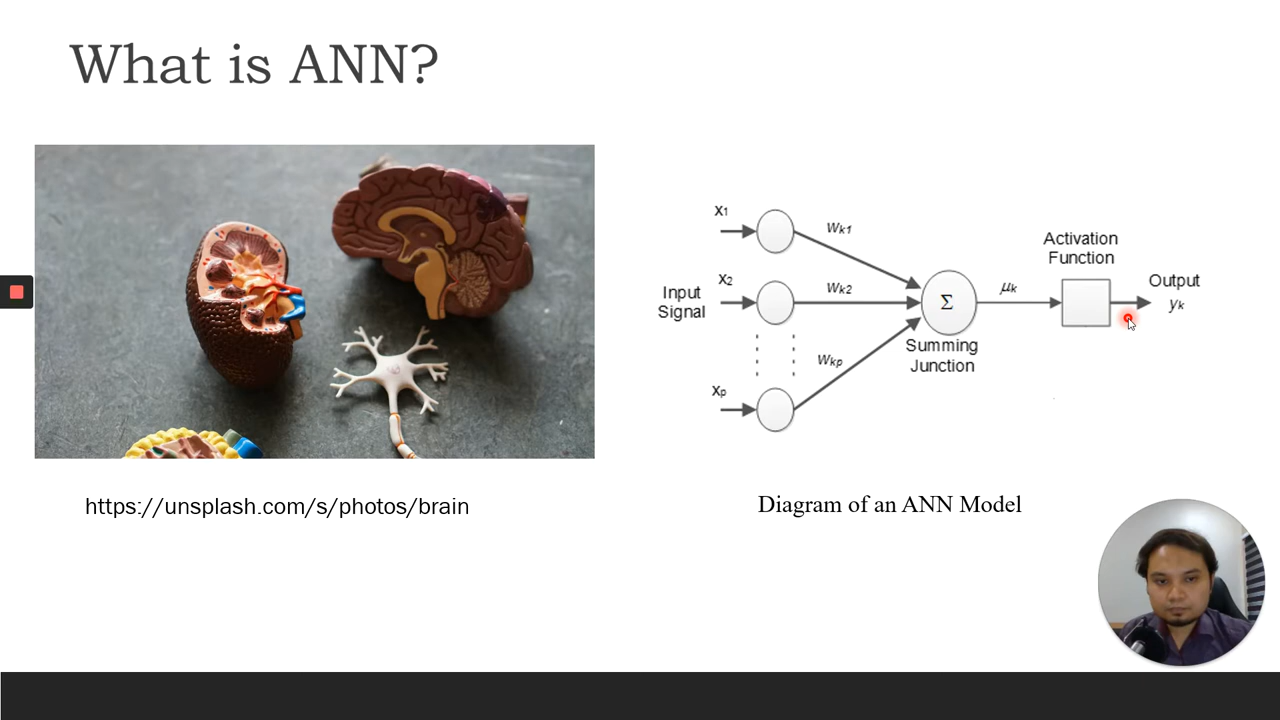 What is ANN?
x1
wk1
Activation
Function
x2
wk2
μk
Output
yk
Input
Signal
Σ
Summing
Junction
wkp
xp
https://unsplash.com/s/photos/brain
Diagram of an ANN Model